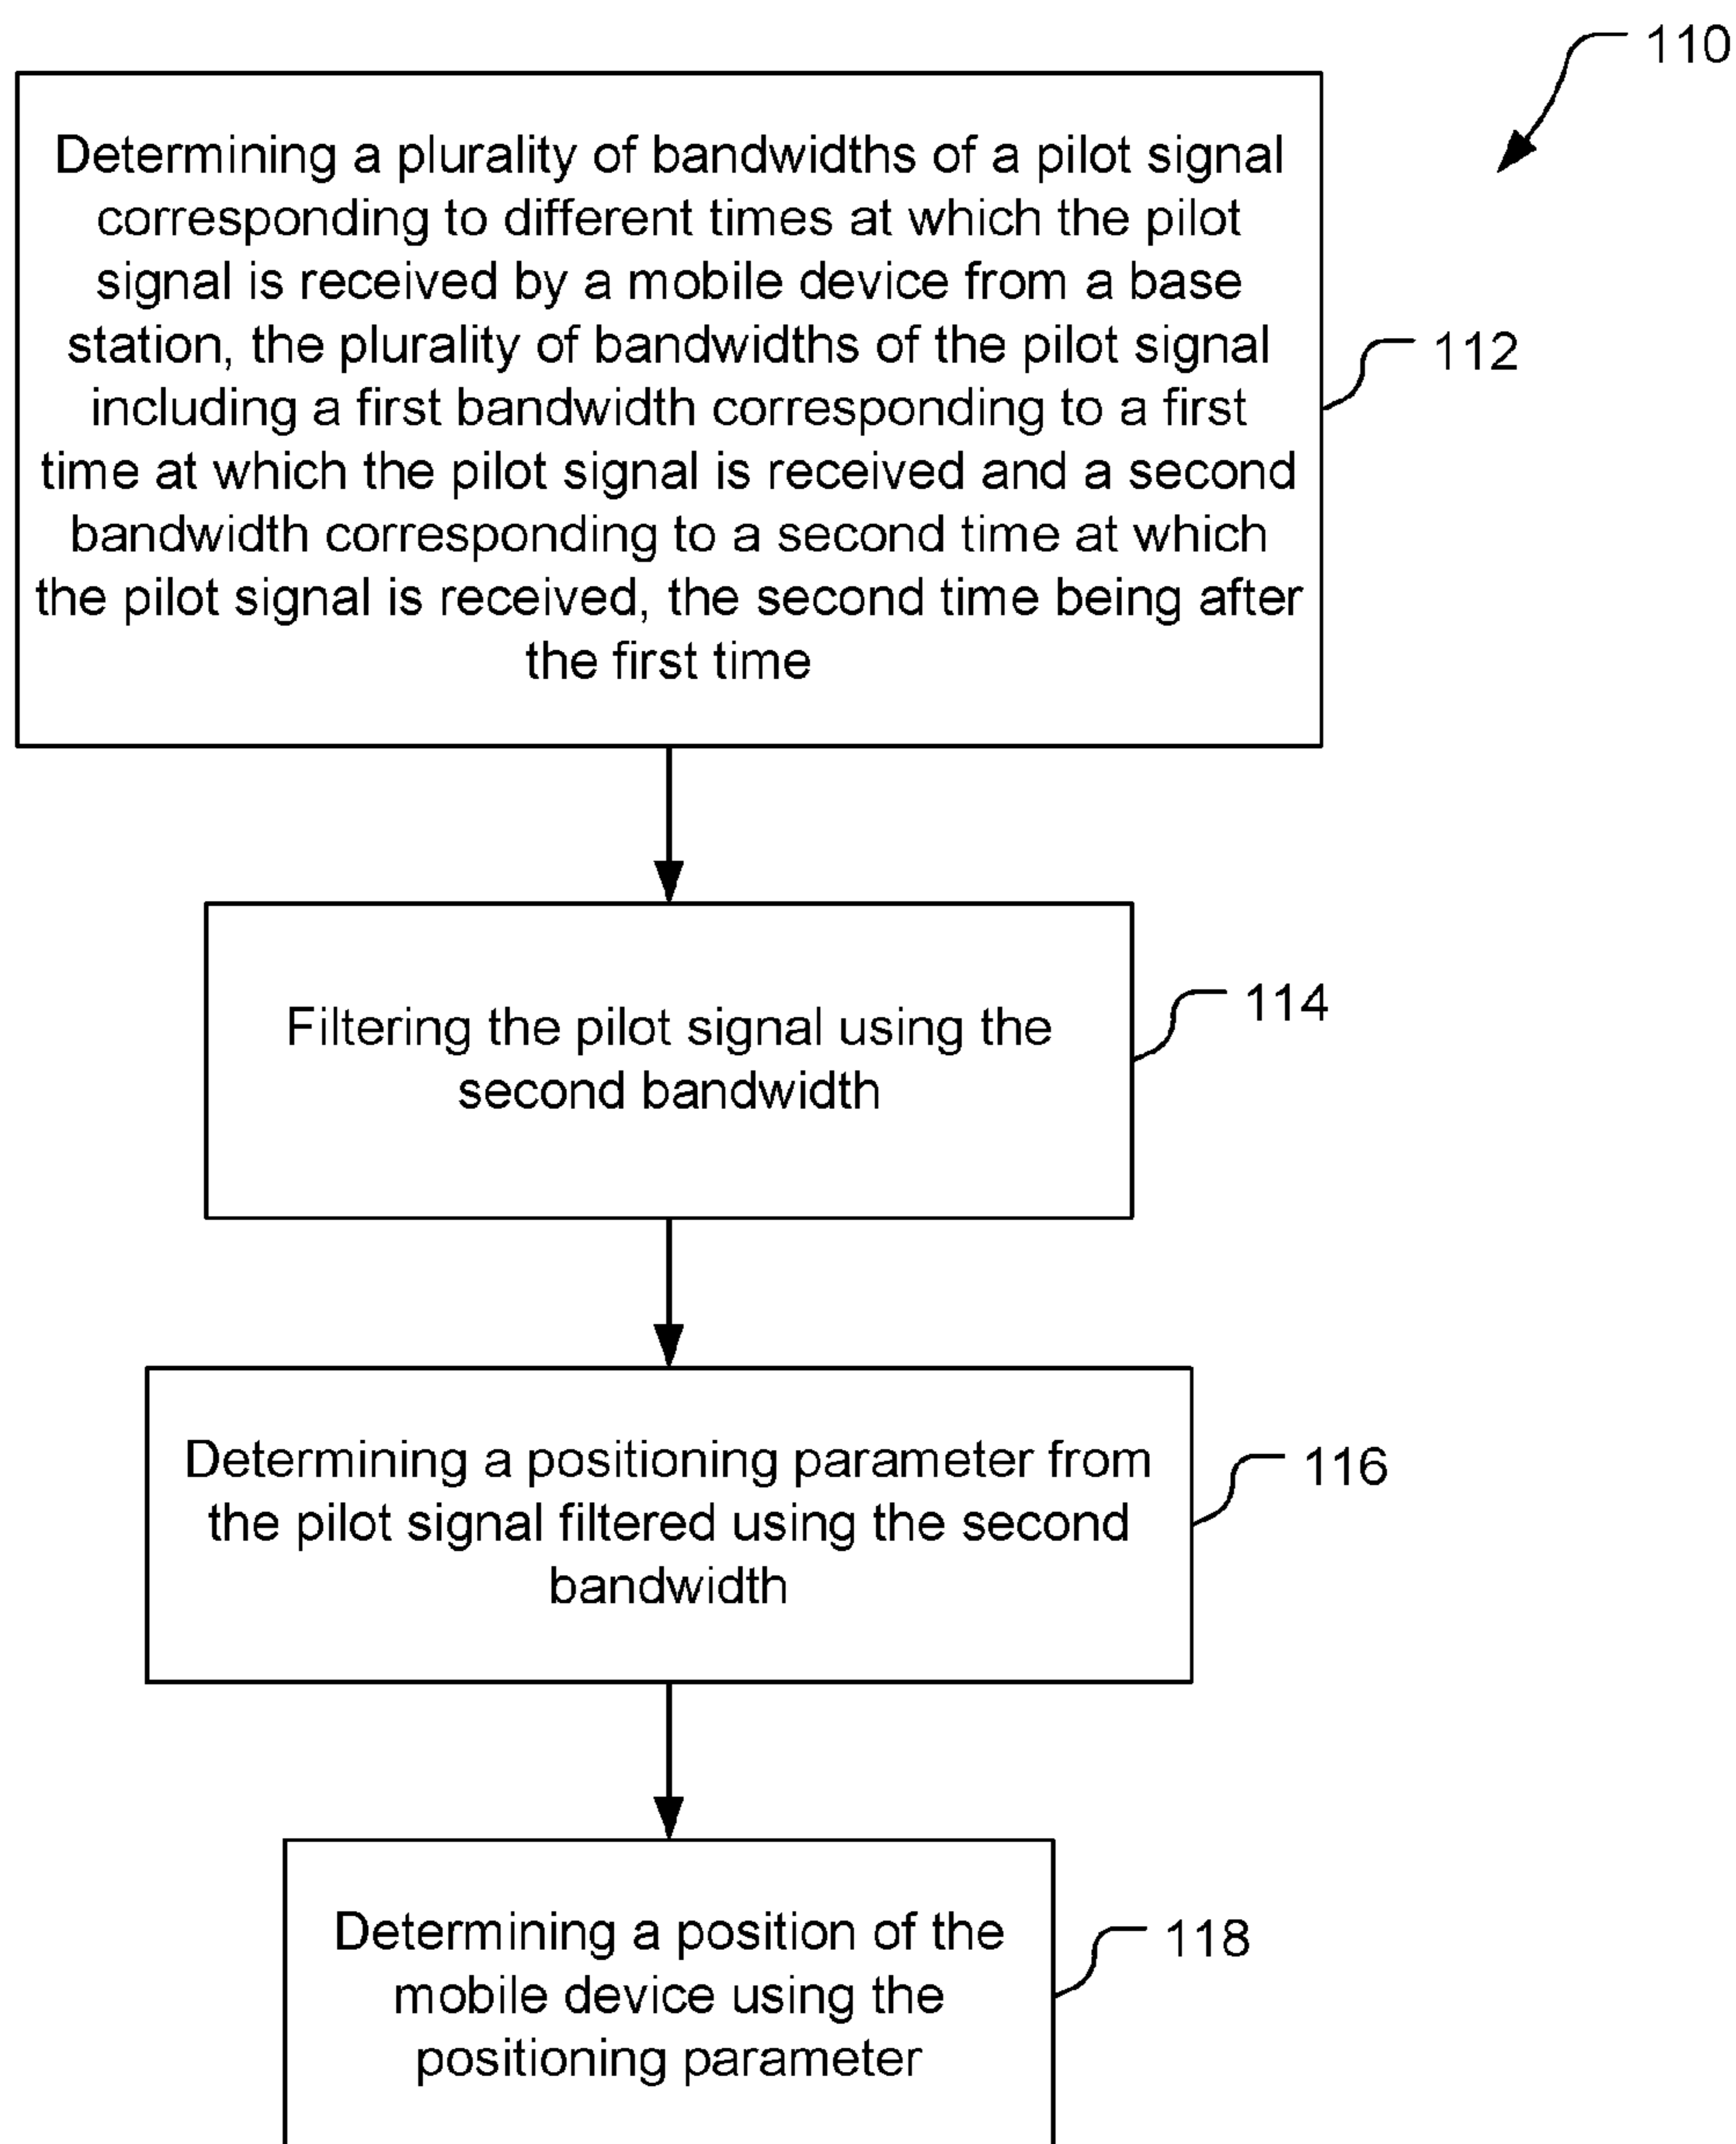 110
Determining a plurality of bandwidths of a pilot signal
corresponding to different times at which the pilot
signal is received by a mobile device from a base
station, the plurality of bandwidths of the pilot signal
including a first bandwidth corresponding to a first
time at which the pilot signal is received and a second
bandwidth corresponding to a second time at which
the pilot signal is received, the second time being after
the first time
112
Filtering the pilot signal using the
second bandwidth
114
Determining a positioning parameter from
the pilot signal filtered using the second
bandwidth
116
Determining a position of the
mobile device using the
positioning parameter
118